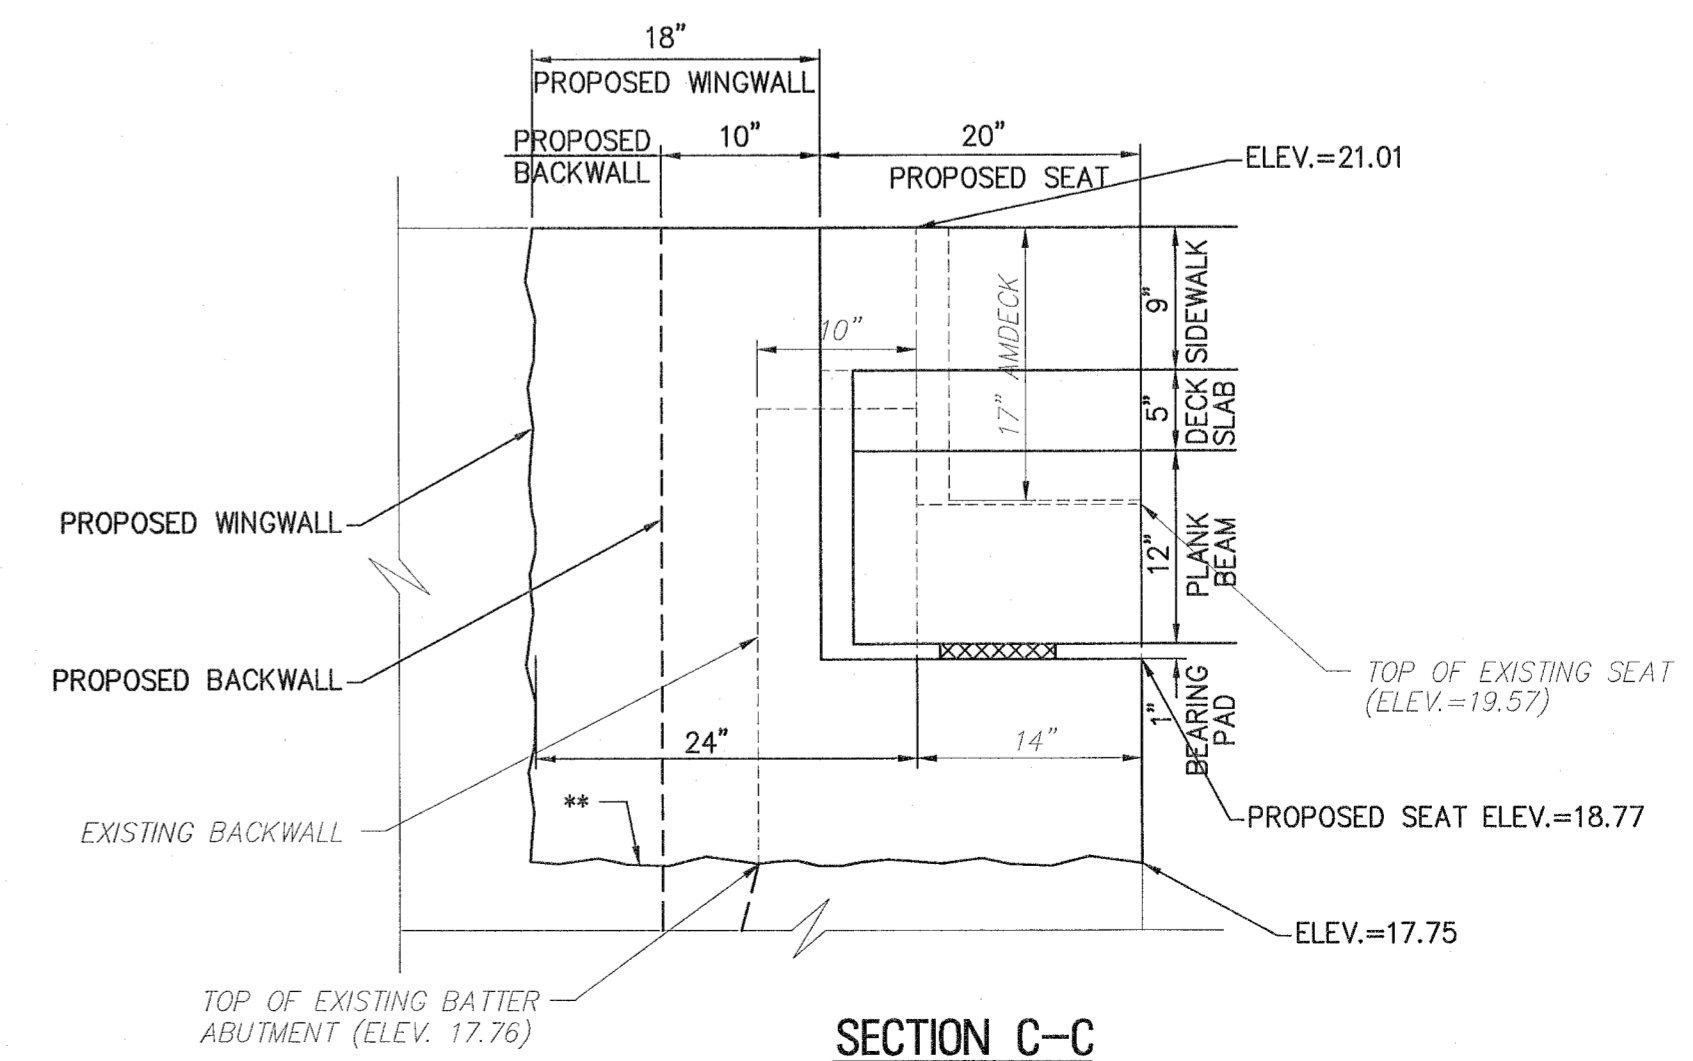 18"
PROPOSED WINGWALL
PROPOSED
BACKWALL
10"
20"
PROPOSED SEAT
ELEV.=21.01
9"
SIDEWALK
17" AMDECK
10"
5"
DECK
SLAB
12"
PLANK
BEAM
PROPOSED WINGWALL
PROPOSED BACKWALL
TOP OF EXISTING SEAT
(ELEV.=19.57)
1"
BEARING
PAD
24"
14"
**
EXISTING BACKWALL
PROPOSED SEAT ELEV.=18.77
ELEV.=17.75
TOP OF EXISTING BATTER
ABUTMENT (ELEV. 17.76)
SECTION C-C